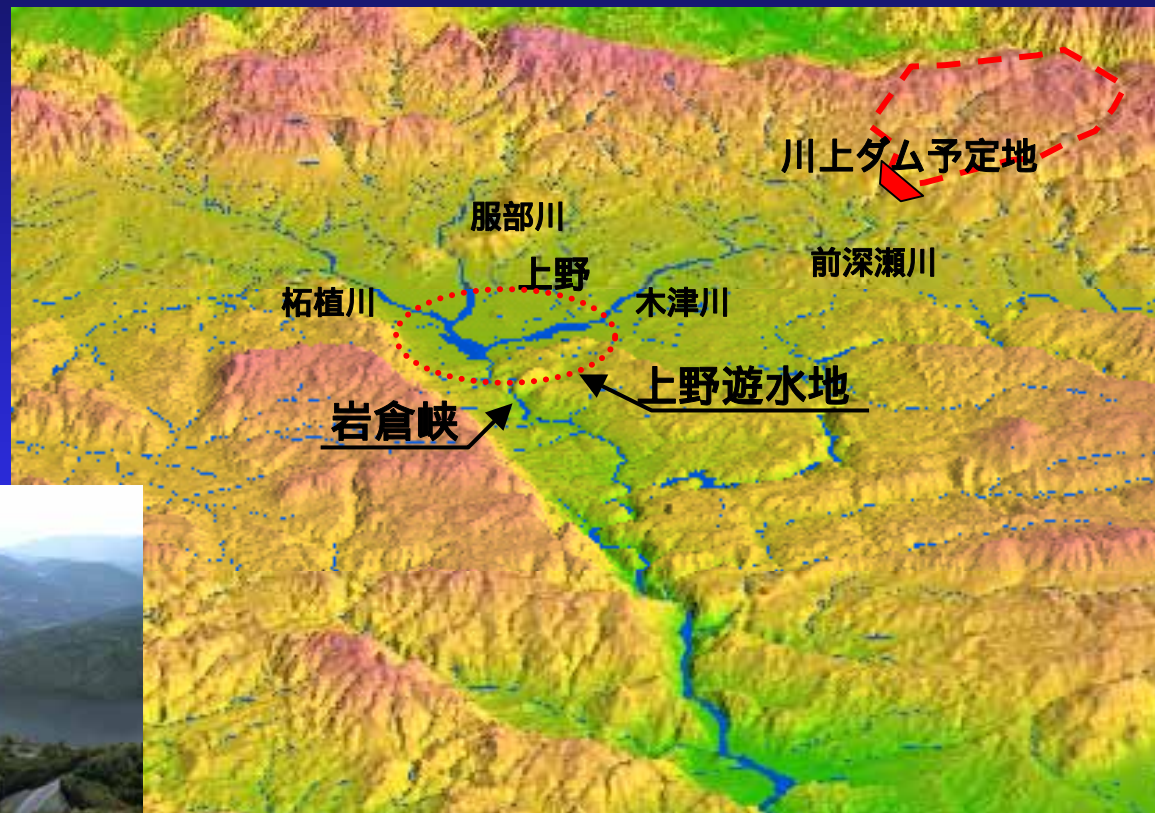 川上ダム予定地
服部川
前深瀬川
上野
柘植川
木津川
上野遊水地
岩倉峡